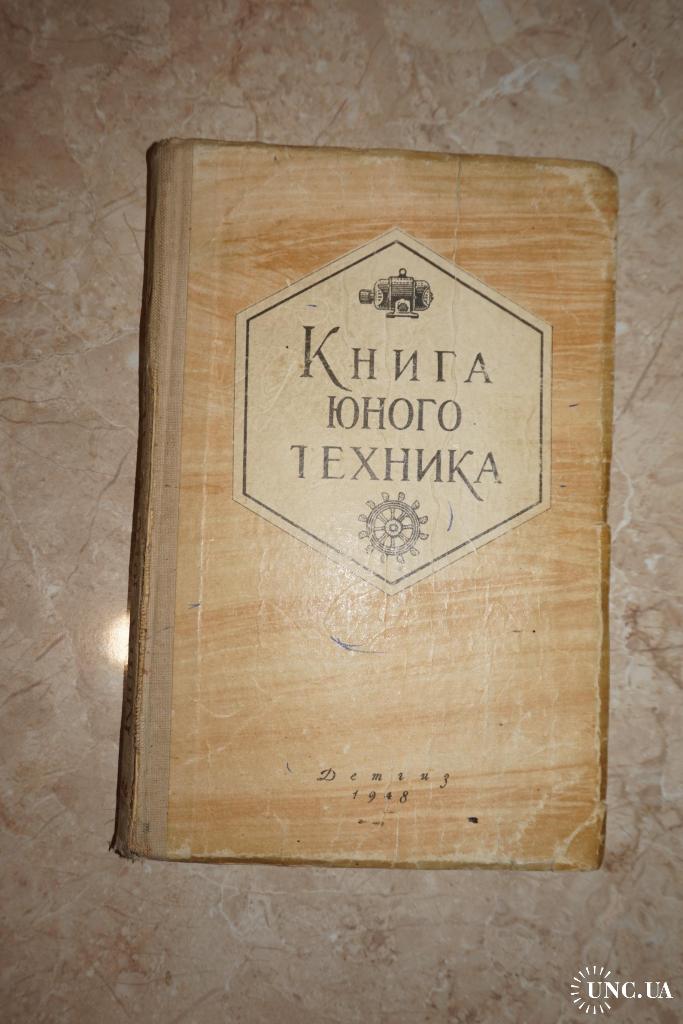 Книга
юного
техника
Детгиз
1948
UNC.UA